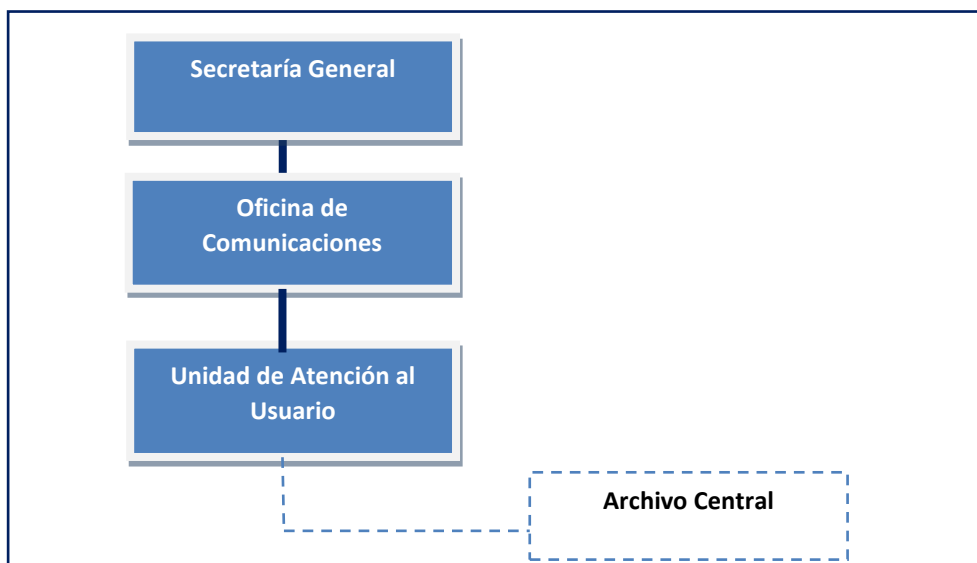 Secretaría General
Oficina de
Comunicaciones
Unidad de Atención al
Usuario
Archivo Central